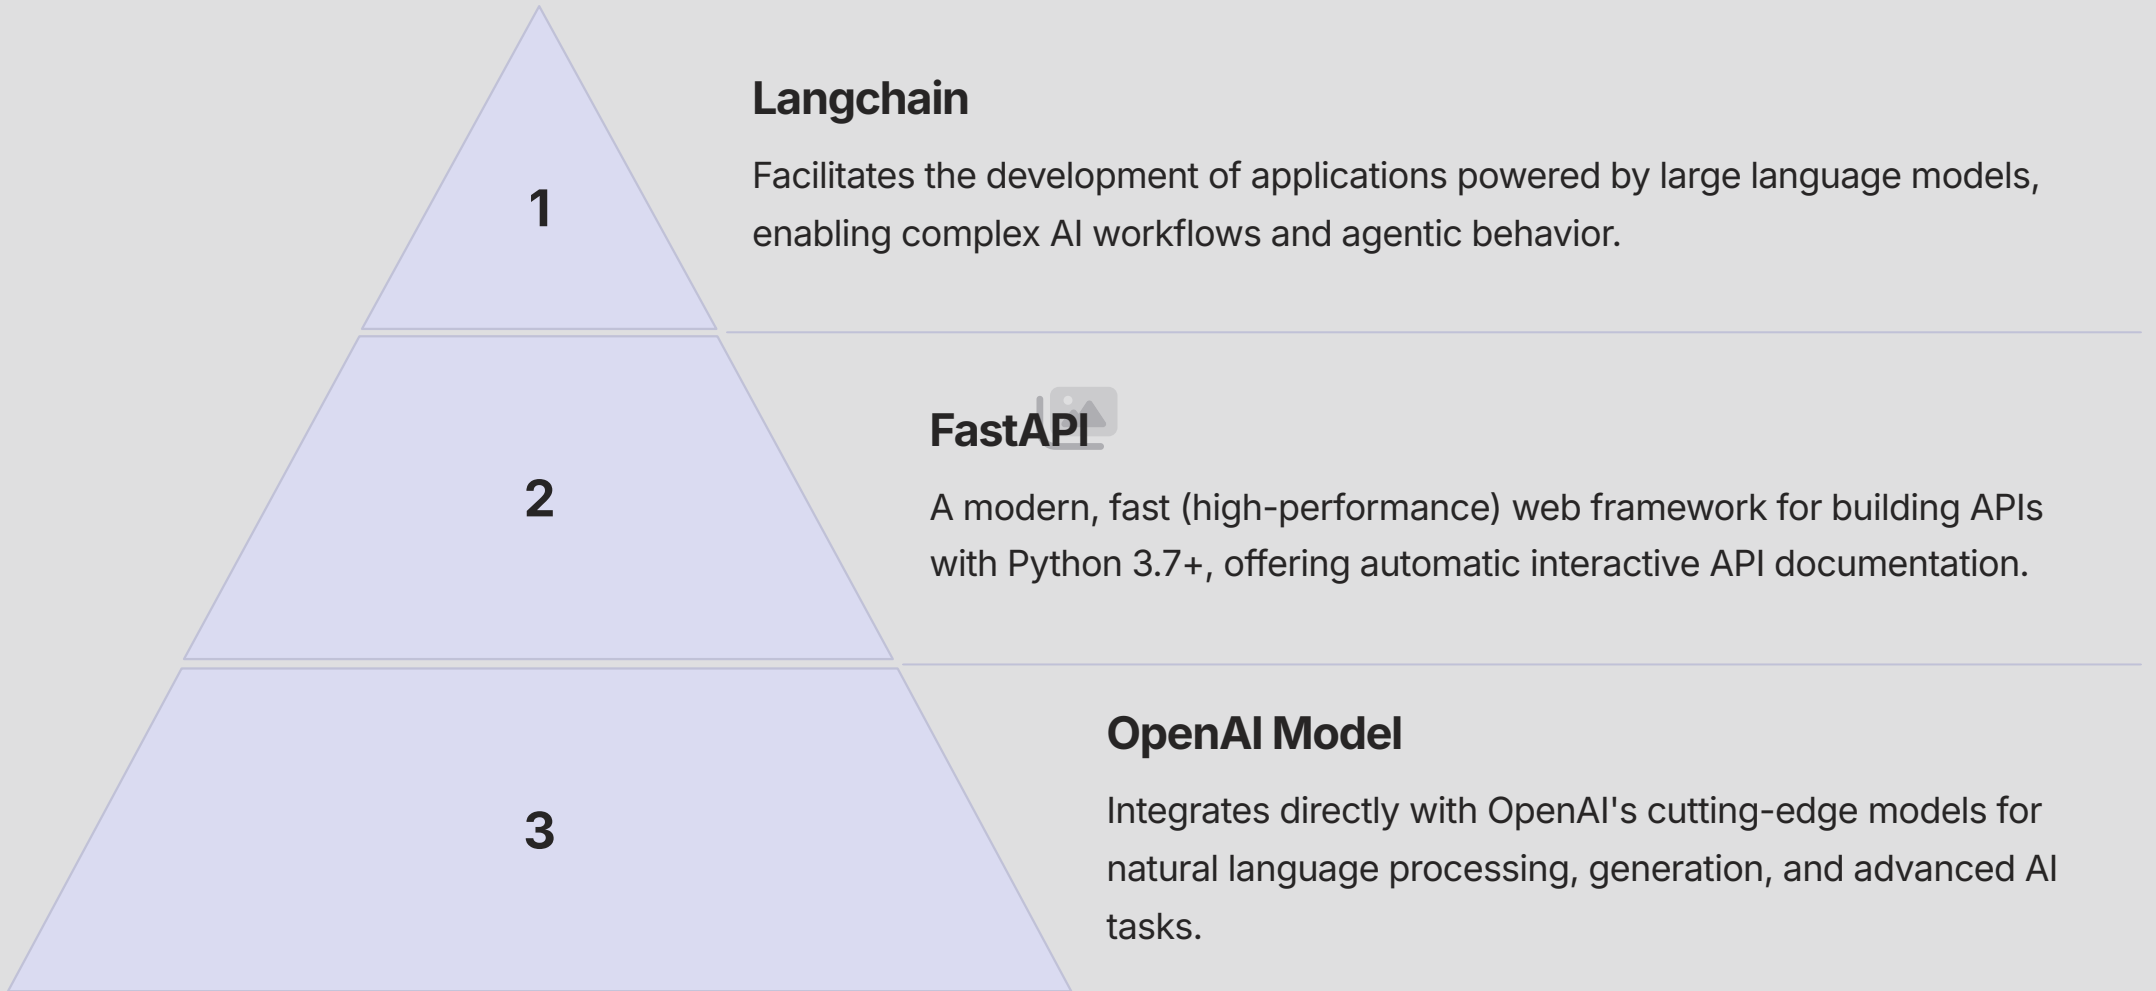 Langchain
Facilitates the development of applications powered by large language models,
enabling complex AI workflows and agentic behavior.
1
FastAPI
A modern, fast (high-performance) web framework for building APIs
with Python 3.7+, offering automatic interactive API documentation.
2
OpenAI Model
Integrates directly with OpenAI's cutting-edge models for
natural language processing, generation, and advanced AI
tasks.
3